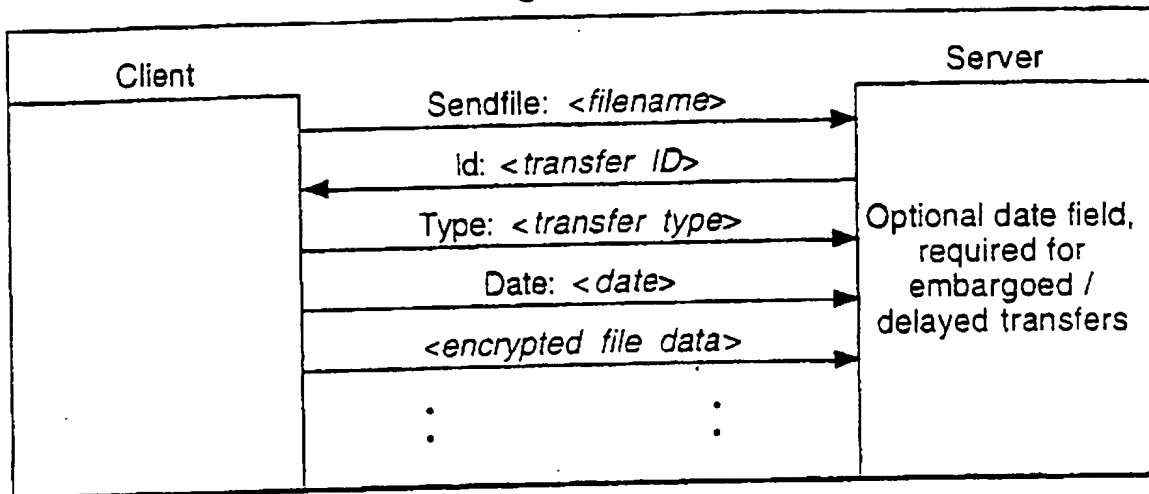 Client
Server
Sendfile: <filename>
Id: <transfer ID>
Type: <transfer type>
Date: <date>
<encrypted file data>
Optional date field,
required for
embargoed /
delayed transfers